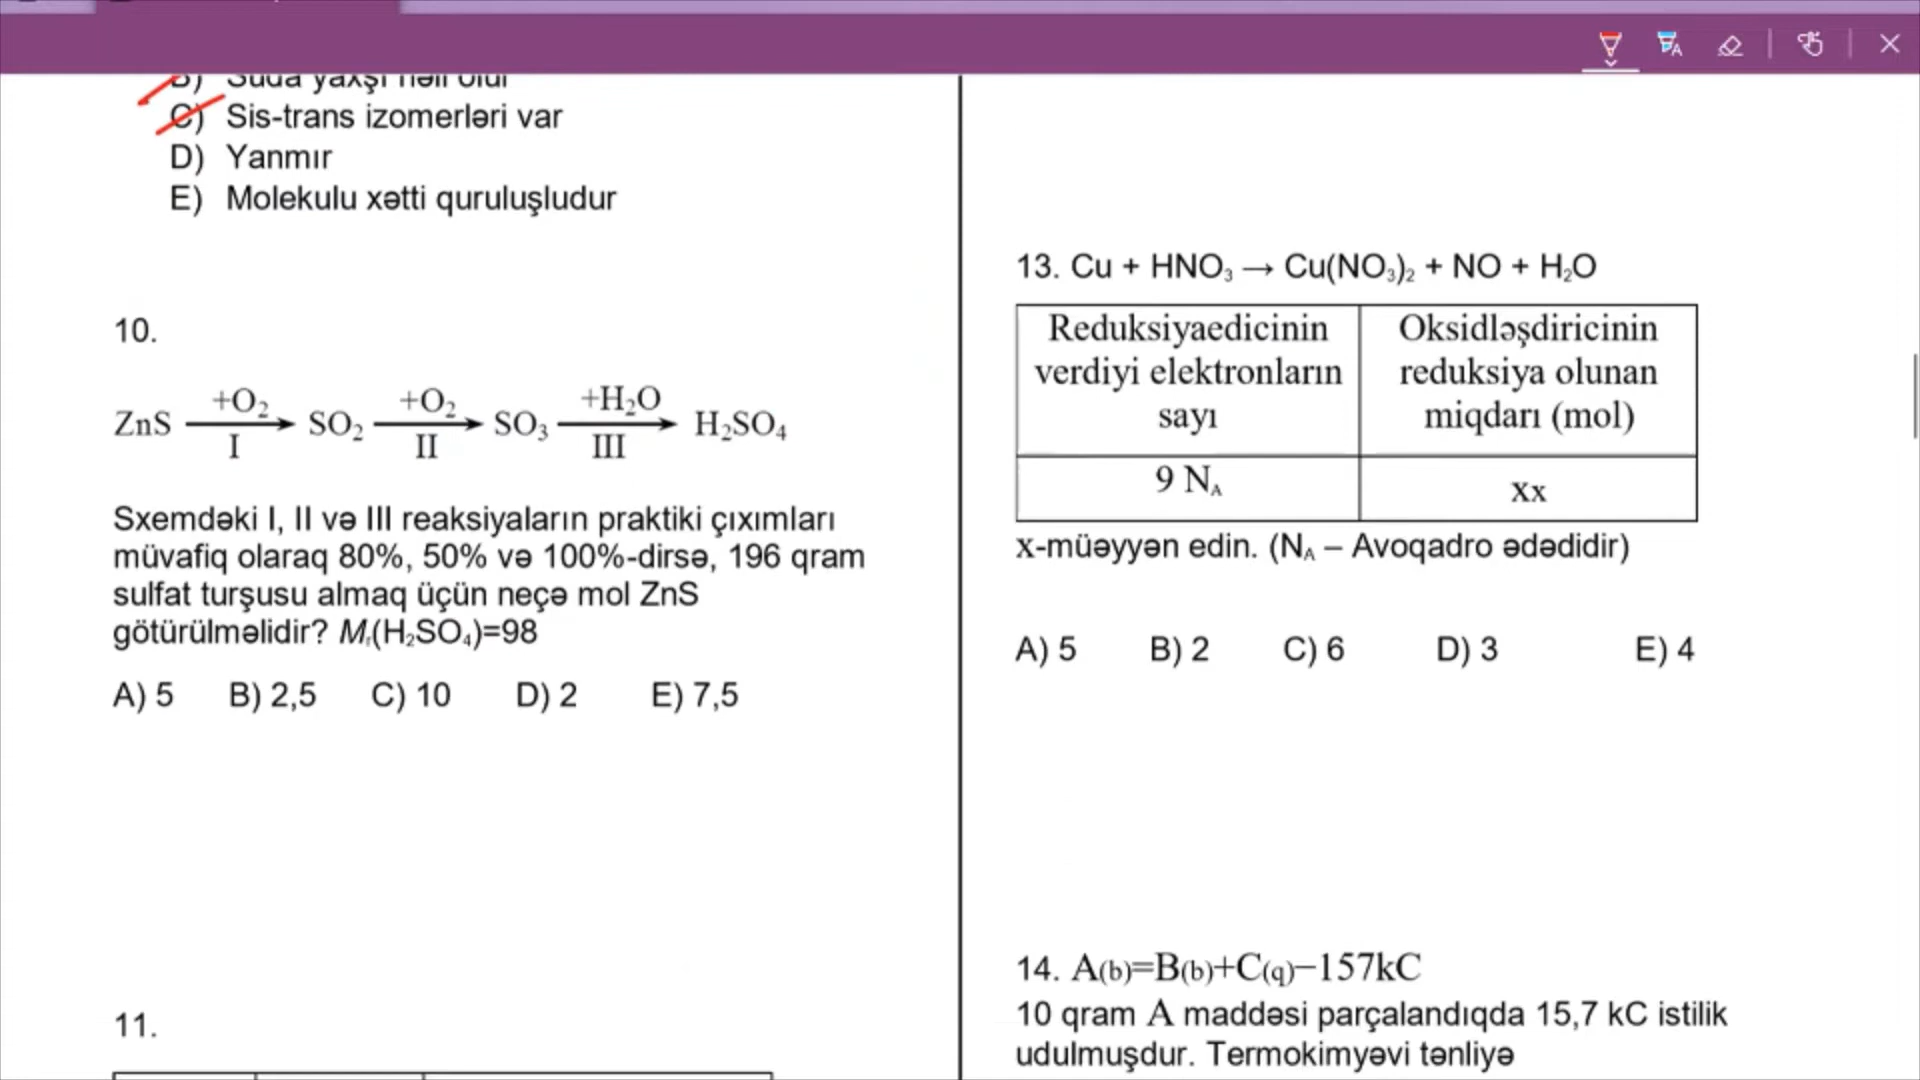 B) Suda yaxşı həll olur
C) Sis-trans izomerləri var
D) Yanmır
E) Molekulu xətti quruluşludur
10.
ZnS +O₂ → I SO₂ +O₂ → II SO₃ +H₂O → III H₂SO₄
Sxemdəki I, II və III reaksiyaların praktiki çıxımları
müvafiq olaraq 80%, 50% və 100%-dirsə, 196 qram
sulfat turşusu almaq üçün neçə mol ZnS
götürülməlidir? Mᵣ(H₂SO₄)=98
A) 5 B) 2,5 C) 10 D) 2 E) 7,5
11.
13. Cu + HNO₃ → Cu(NO₃)₂ + NO + H₂O
Reduksiyaedicinin
verdiyi elektronların
sayı
Oksidləşdiricinin
reduksiya olunan
miqdarı (mol)
9 Nₐ
Xx
x-müəyyən edin. (Nₐ – Avoqadro ədədidir)
A) 5 B) 2 C) 6 D) 3 E) 4
14. A(b)=B(b)+C(q)−157kC
10 qram A maddəsi parçalandıqda 15,7 kC istilik
udulmuşdur. Termokimyəvi tənliyə